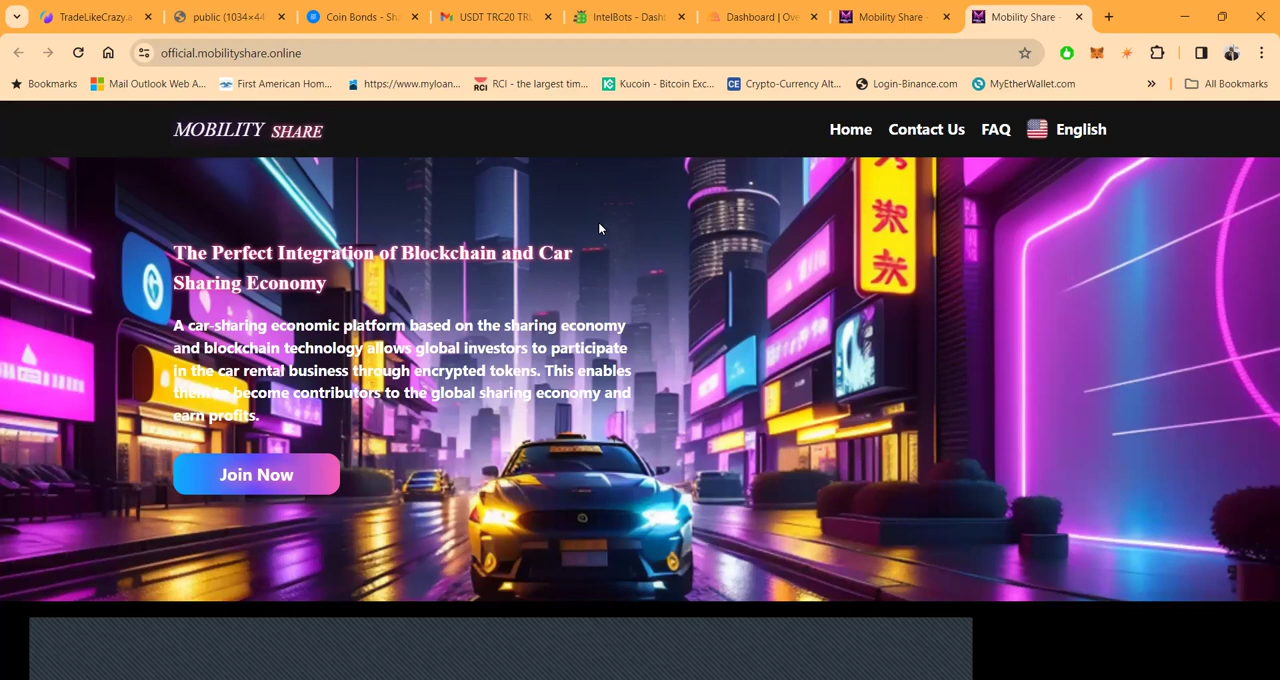 TradeLikeCrazy.a
public (1034×44
Coin Bonds - Sh
USDT TRC20 TR
IntelBots - Dash
Dashboard | Ov
Mobility Share -
Mobility Share -
official.mobilityshare.online
Bookmarks
Mail Outlook Web A...
First American Hom...
https://www.myloan...
RCI
RCI - the largest tim...
Kucoin - Bitcoin Exc...
CE
Crypto-Currency Alt...
Login-Binance.com
MyEtherWallet.com
All Bookmarks
MOBILITY SHARE
Home
Contact Us
FAQ
English
The Perfect Integration of Blockchain and Car
Sharing Economy
A car-sharing economic platform based on the sharing economy
and blockchain technology allows global investors to participate
in the car rental business through encrypted tokens. This enables
them to become contributors to the global sharing economy and
earn profits.
Join Now